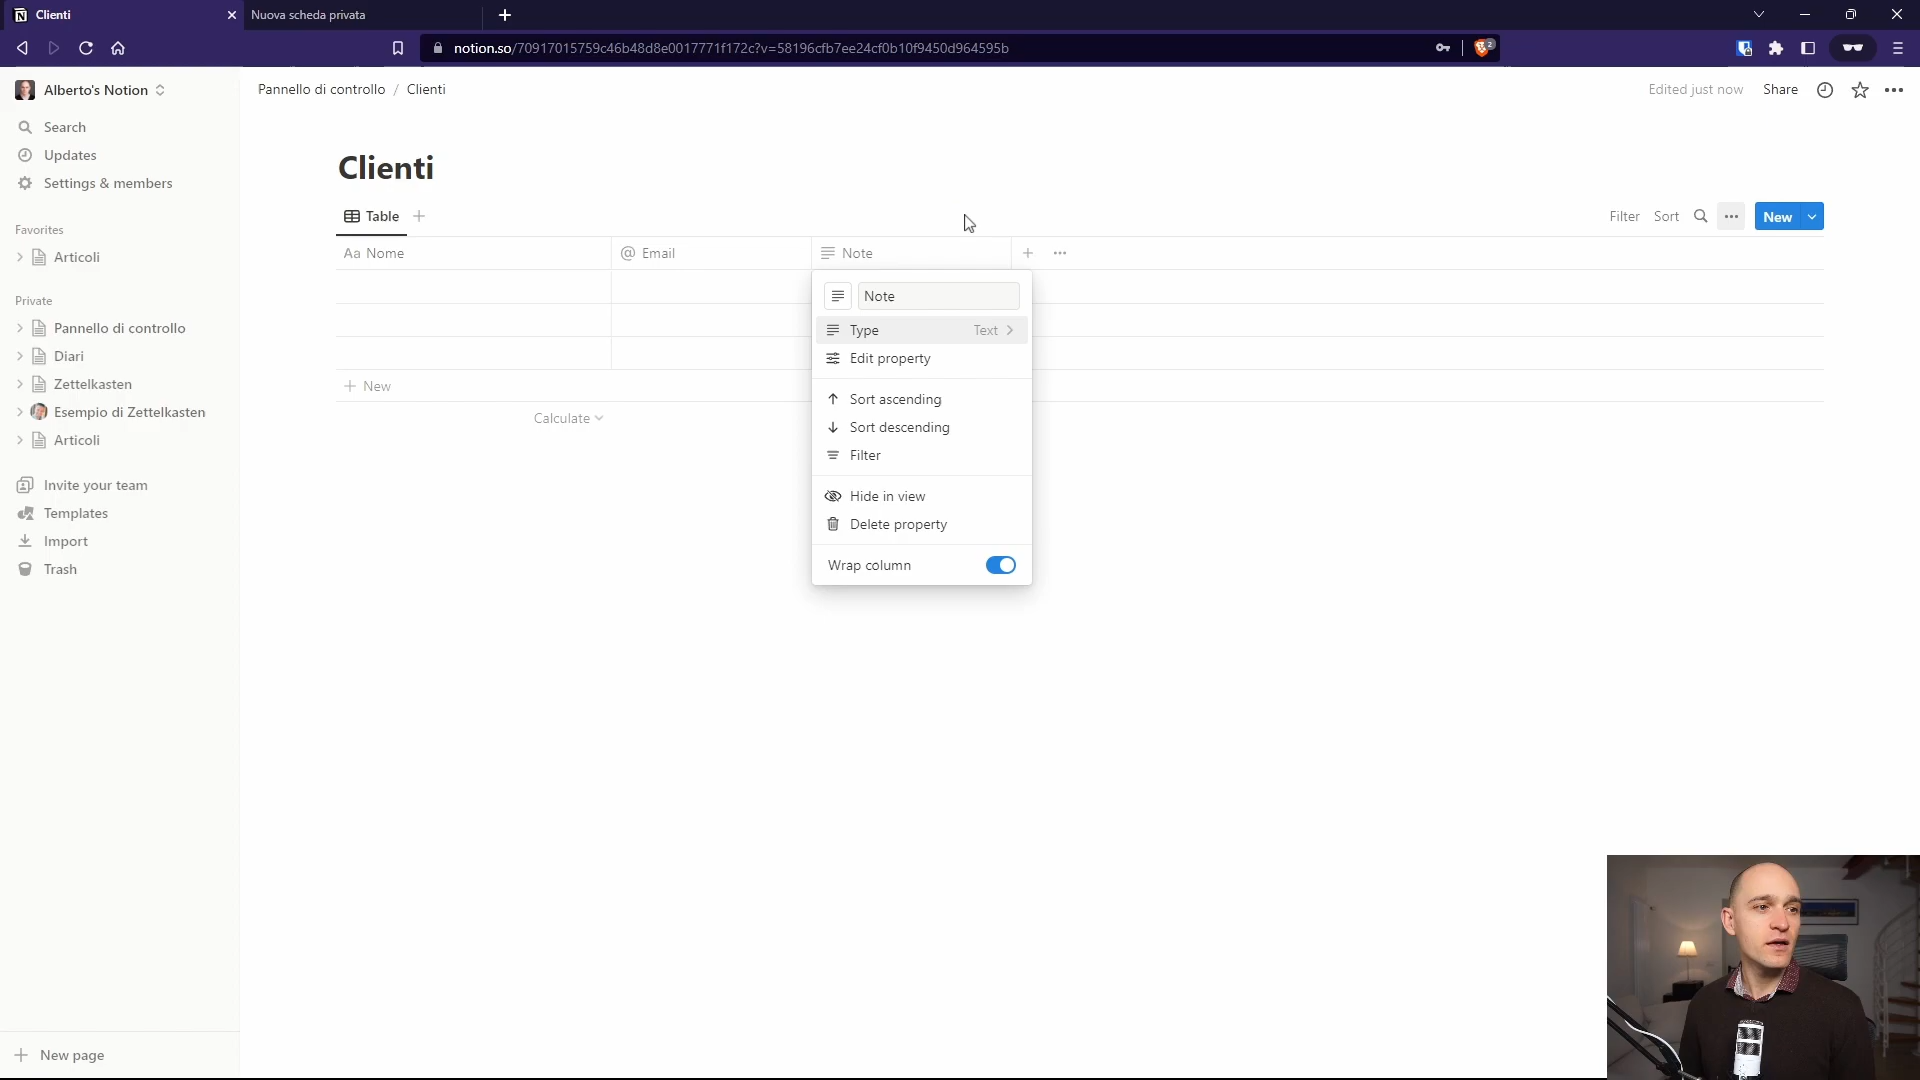 Clienti
Nuova scheda privata
notion.so/70917015759c46b48d8e0017771f172c?v=58196cfb7ee24cf0b10f9450d964595b
2
Alberto's Notion
Pannello di controllo / Clienti
Edited just now
Share
Search
Updates
Settings & members
Favorites
Articoli
Private
Pannello di controllo
Diari
Zettelkasten
Esempio di Zettelkasten
Articoli
Invite your team
Templates
Import
Trash
New page
Clienti
Table
Filter
Sort
New
Aa Nome
@ Email
Note
New
Calculate
Note
Type Text
Edit property
Sort ascending
Sort descending
Filter
Hide in view
Delete property
Wrap column